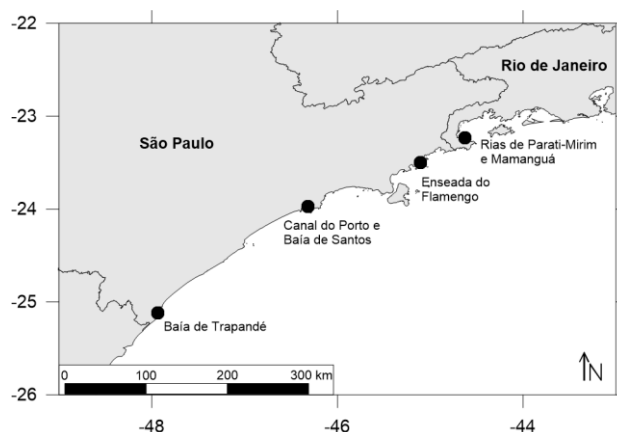 -22
-23
-24
-25
-26
-48
-46
-44
Rio de Janeiro
São Paulo
Rias de Parati-Mirim
e Mamanguá
Enseada do
Flamengo
Canal do Porto e
Baía de Santos
Baía de Trapandé
0 100 200 300 km
N